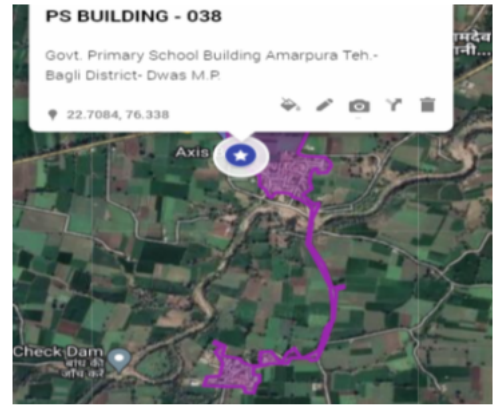 PS BUILDING - 038
Govt. Primary School Building Amarpura Teh.-
Bagli District- Dwas M.P.
22.7084, 76.338
Axis
Check Dam
बांध की
जाँच करें